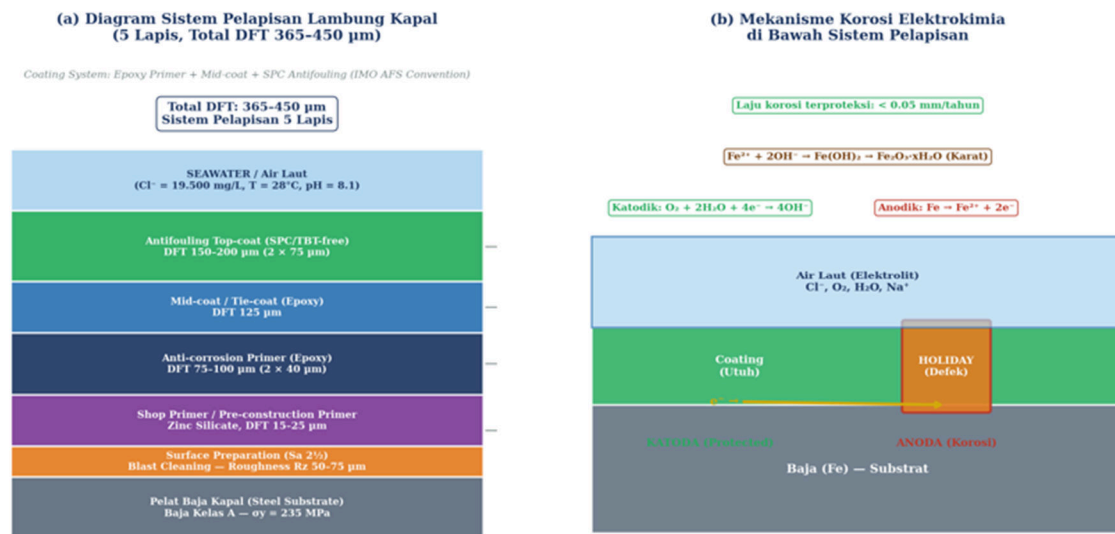 (a) Diagram Sistem Pelapisan Lambung Kapal
(5 Lapis, Total DFT 365–450 µm)
Coating System: Epoxy Primer + Mid-coat + SPC Antifouling (IMO AFS Convention)
Total DFT: 365–450 µm
Sistem Pelapisan 5 Lapis
SEAWATER / Air Laut
(Cl⁻ = 19.500 mg/L, T = 28°C, pH = 8.1)
Antifouling Top-coat (SPC/TBT-free)
DFT 150–200 µm (2 × 75 µm)
Mid-coat / Tie-coat (Epoxy)
DFT 125 µm
Anti-corrosion Primer (Epoxy)
DFT 75–100 µm (2 × 40 µm)
Shop Primer / Pre-construction Primer
Zinc Silicate, DFT 15–25 µm
Surface Preparation (Sa 2½)
Blast Cleaning — Roughness Rz 50–75 µm
Pelat Baja Kapal (Steel Substrate)
Baja Kelas A — σy = 235 MPa
(b) Mekanisme Korosi Elektrokimia
di Bawah Sistem Pelapisan
Laju korosi terproteksi: < 0.05 mm/tahun
Fe²⁺ + 2OH⁻ → Fe(OH)₂ → Fe₂O₃·xH₂O (Karat)
Katodik: O₂ + 2H₂O + 4e⁻ → 4OH⁻
Anodik: Fe → Fe²⁺ + 2e⁻
Air Laut (Elektrolit)
Cl⁻, O₂, H₂O, Na⁺
Coating
(Utuh)
HOLIDAY
(Defek)
e⁻ →
KATODA (Protected)
ANODA (Korosi)
Baja (Fe) — Substrat